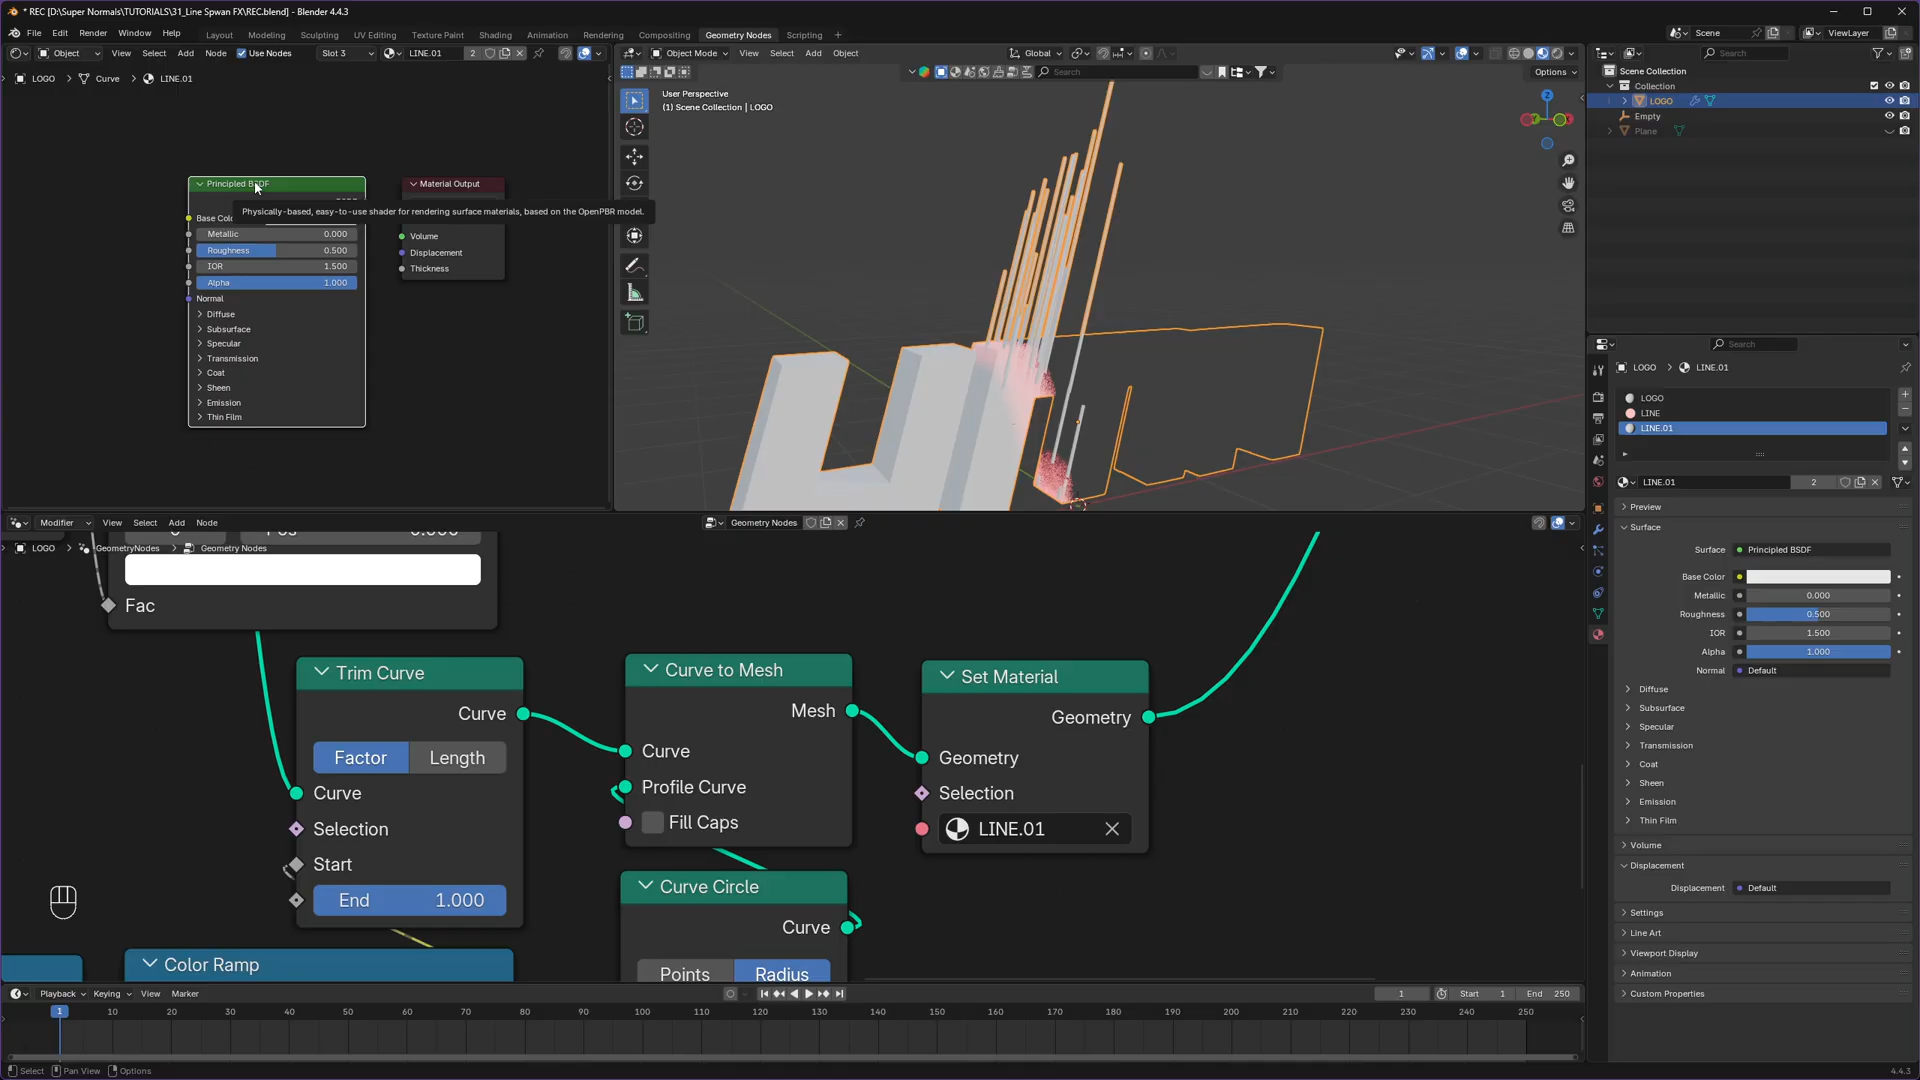 * REC [D:\Super Normals\TUTORIALS\31_Line Spwan FX\REC.blend] - Blender 4.4.3
File Edit Render Window Help Layout Modeling Sculpting UV Editing Texture Paint Shading Animation Rendering Compositing Geometry Nodes Scripting + Scene ViewLayer
Object View Select Add Object Node Use Nodes Slot 3 LINE.01 2
Object Mode View Select Add Object Global
Search
LOGO > Curve > LINE.01
Search Options
User Perspective
(1) Scene Collection | LOGO
Z
Scene Collection
Collection
LOGO
Empty
Plane
Principled BSDF
Physically-based, easy-to-use shader for rendering surface materials, based on the OpenPBR model.
Metallic 0.000
Roughness 0.500
IOR 1.500
Alpha 1.000
Normal
Diffuse
Subsurface
Specular
Transmission
Coat
Sheen
Emission
Thin Film
Material Output
Volume
Displacement
Thickness
Search
LOGO > LINE.01
LOGO
LINE
LINE.01
LINE.01 2
Preview
Surface
Surface Principled BSDF
Base Color
Metallic 0.000
Roughness 0.500
IOR 1.500
Alpha 1.000
Normal Default
Diffuse
Subsurface
Specular
Transmission
Coat
Sheen
Emission
Thin Film
Volume
Displacement
Displacement Default
Settings
Line Art
Viewport Display
Animation
Custom Properties
Modifier View Select Add Node Geometry Nodes
LOGO > GeometryNodes > Geometry Nodes
Fac
Trim Curve
Curve
Factor Length
Curve
Selection
Start
End 1.000
Curve to Mesh
Mesh
Curve
Profile Curve
Fill Caps
Set Material
Geometry
Geometry
Selection
LINE.01
Curve Circle
Curve
Points Radius
Color Ramp
Playback Keying View Marker 1 Start 1 End 250
1 10 20 30 40 50 60 70 80 90 100 110 120 130 140 150 160 170 180 190 200 210 220 230 240 250
Select Pan View Options 4.4.3